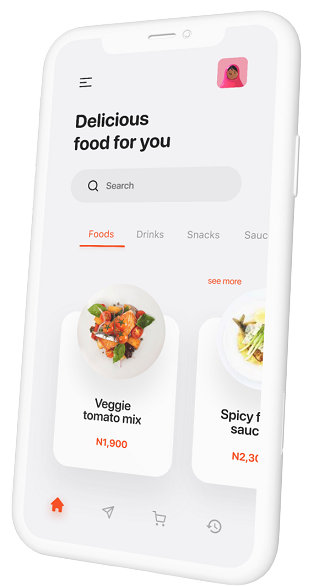 Delicious
food for you
Search
Foods Drinks Snacks Sauc
see more
Veggie
tomato mix
N1,900
Spicy f
sauc
N2,3